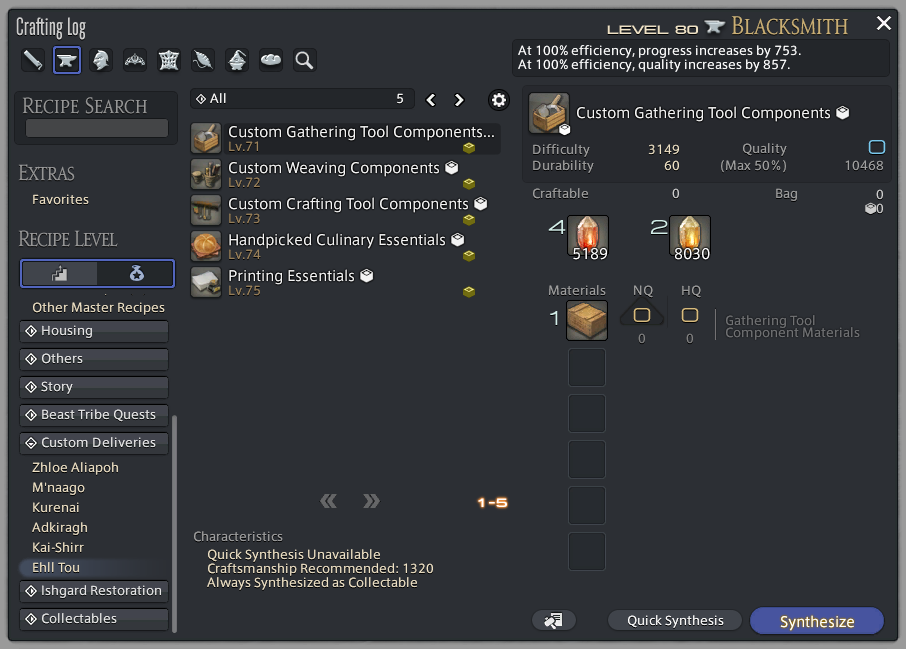 Crafting Log
LEVEL 80 BLACKSMITH
At 100% efficiency, progress increases by 753.
At 100% efficiency, quality increases by 857.
RECIPE SEARCH
EXTRAS
Favorites
RECIPE LEVEL
Other Master Recipes
Housing
Others
Story
Beast Tribe Quests
Custom Deliveries
Zhloe Aliapoh
M'naago
Kurenai
Adkiragh
Kai-Shirr
Ehll Tou
Ishgard Restoration
Collectables
All 5
Custom Gathering Tool Components...
Lv.71
Custom Weaving Components
Lv.72
Custom Crafting Tool Components
Lv.73
Handpicked Culinary Essentials
Lv.74
Printing Essentials
Lv.75
1-5
Characteristics
Quick Synthesis Unavailable
Craftsmanship Recommended: 1320
Always Synthesized as Collectable
Custom Gathering Tool Components
Difficulty 3149 Quality
Durability 60 (Max 50%) 10468
Craftable 0 Bag 0
0
4 5189 2 8030
Materials NQ HQ
1 Gathering Tool
Component Materials
0 0
Quick Synthesis Synthesize